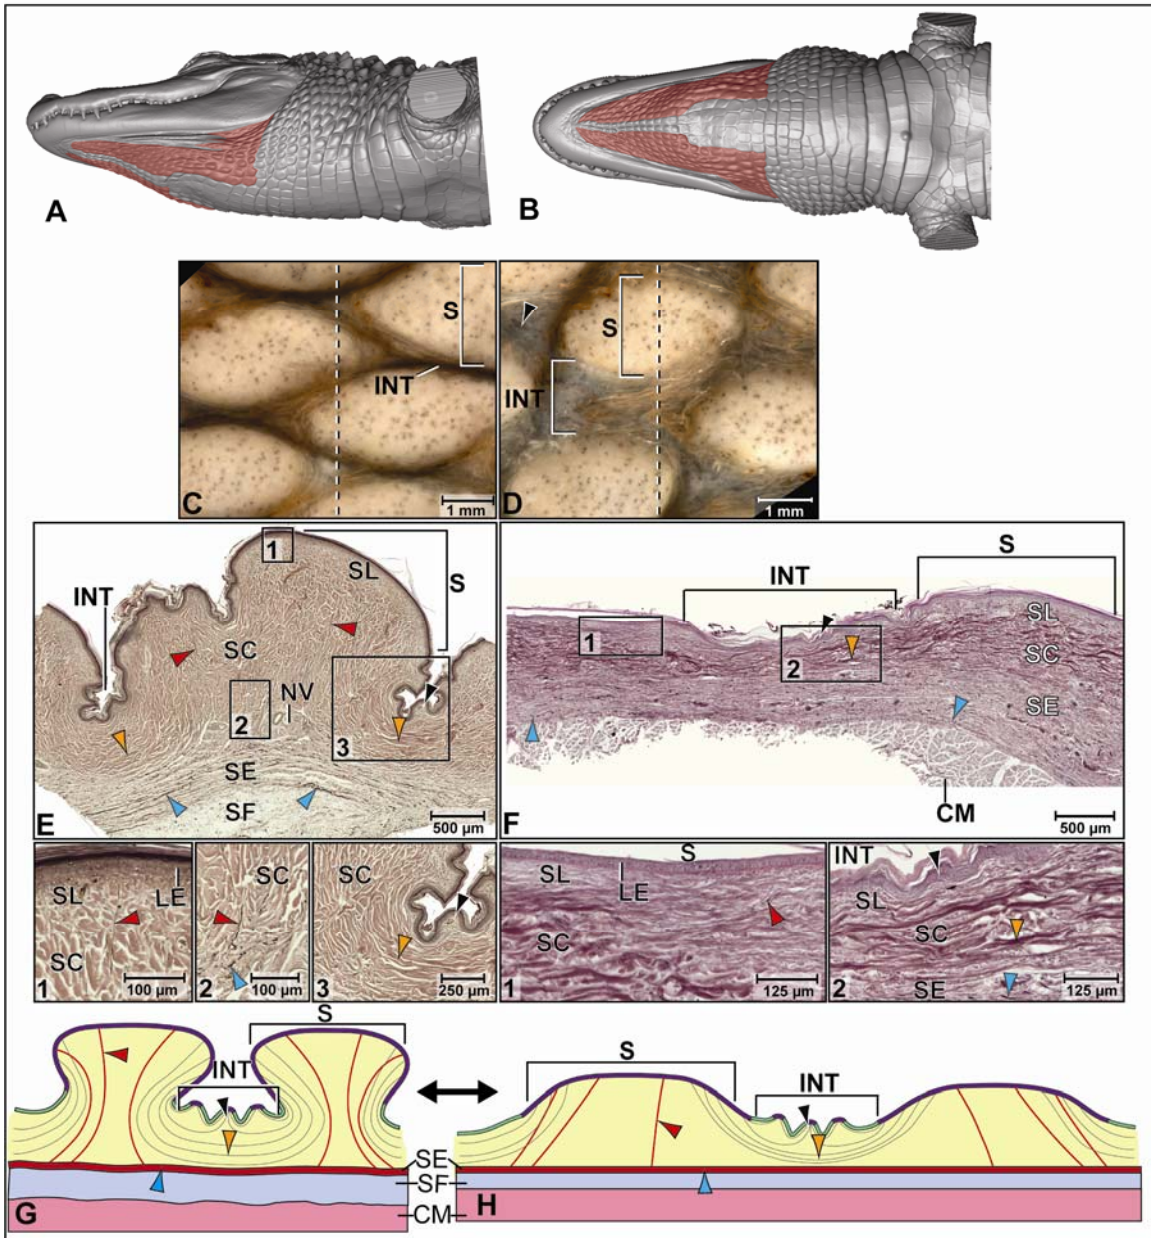 A
B
S
INT
C
1 mm
S
INT
D
1 mm
1
SL
S
INT
SC
2
NV
3
SE
SF
E
500 µm
S
INT
1
2
SL
SC
SE
CM
F
500 µm
SL
LE
SC
1
100 µm
SC
2
100 µm
SC
3
250 µm
S
SL
LE
SC
1
125 µm
INT
SL
SC
SE
2
125 µm
S
INT
G
SE
SF
CM
S
INT
H